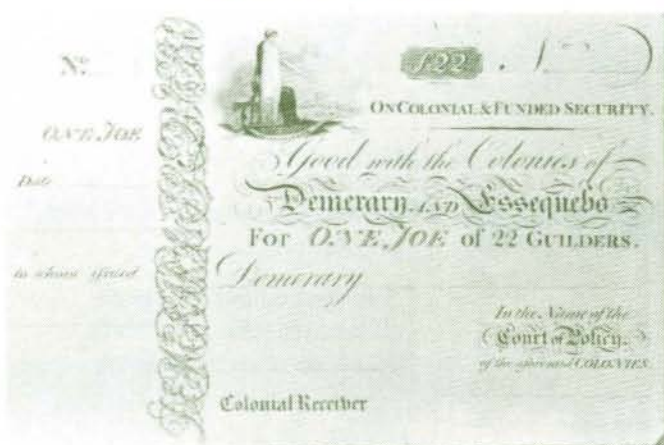 No.
ONE JOE
Date
to whom issued
ƒ22.
ON COLONIAL & FUNDED SECURITY.
Good with the Colonies of
Demerary AND Essequebo
FOR ONE JOE of 22 GUILDERS.
Demerary
In the Name of the
Court of Policy.
of the aforesaid COLONIES
Colonial Receiver